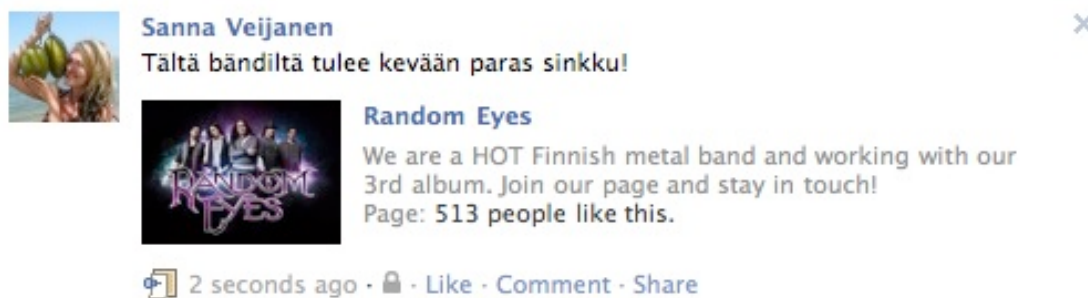 Sanna Veijanen
Tältä bändiltä tulee kevään paras sinkku!
RANDOM
EYES
Random Eyes
We are a HOT Finnish metal band and working with our
3rd album. Join our page and stay in touch!
Page: 513 people like this.
2 seconds ago · Like · Comment · Share